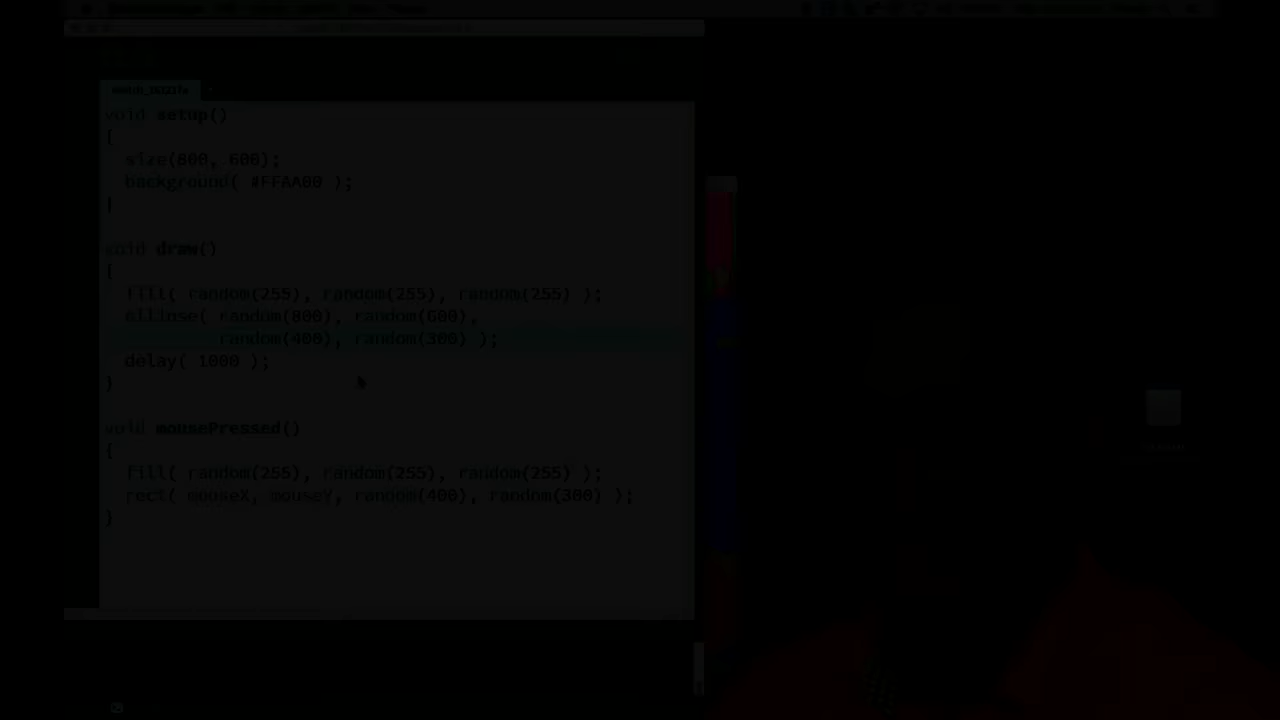 void setup()
{
size(800, 600);
background( #FFAA00 );
}
void draw()
{
fill( random(255), random(255), random(255) );
ellipse( random(800), random(600),
random(400), random(300) );
delay( 1000 );
}
void mousePressed()
{
fill( random(255), random(255), random(255) );
rect( mouseX, mouseY, random(400), random(300) );
}